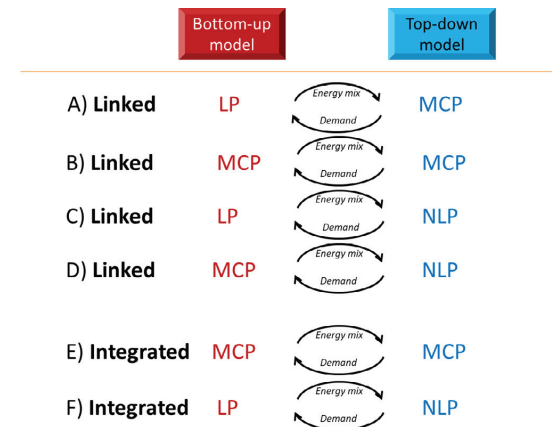 Bottom-up
model
Top-down
model
Energy mix
A) Linked LP MCP
Demand
Energy mix
B) Linked MCP MCP
Demand
Energy mix
C) Linked LP NLP
Demand
Energy mix
D) Linked MCP NLP
Demand
Energy mix
E) Integrated MCP MCP
Demand
Energy mix
F) Integrated LP NLP
Demand